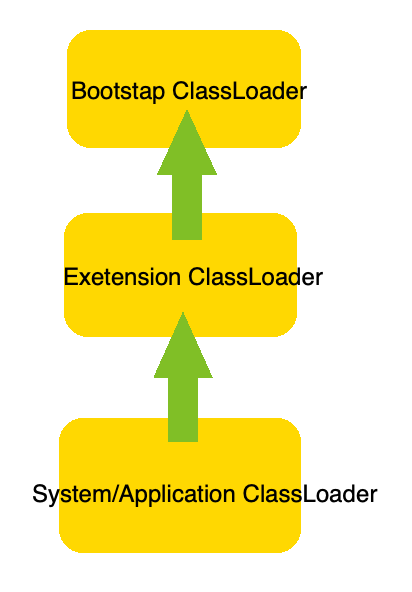 Bootstap ClassLoader
Exetension ClassLoader
System/Application ClassLoader